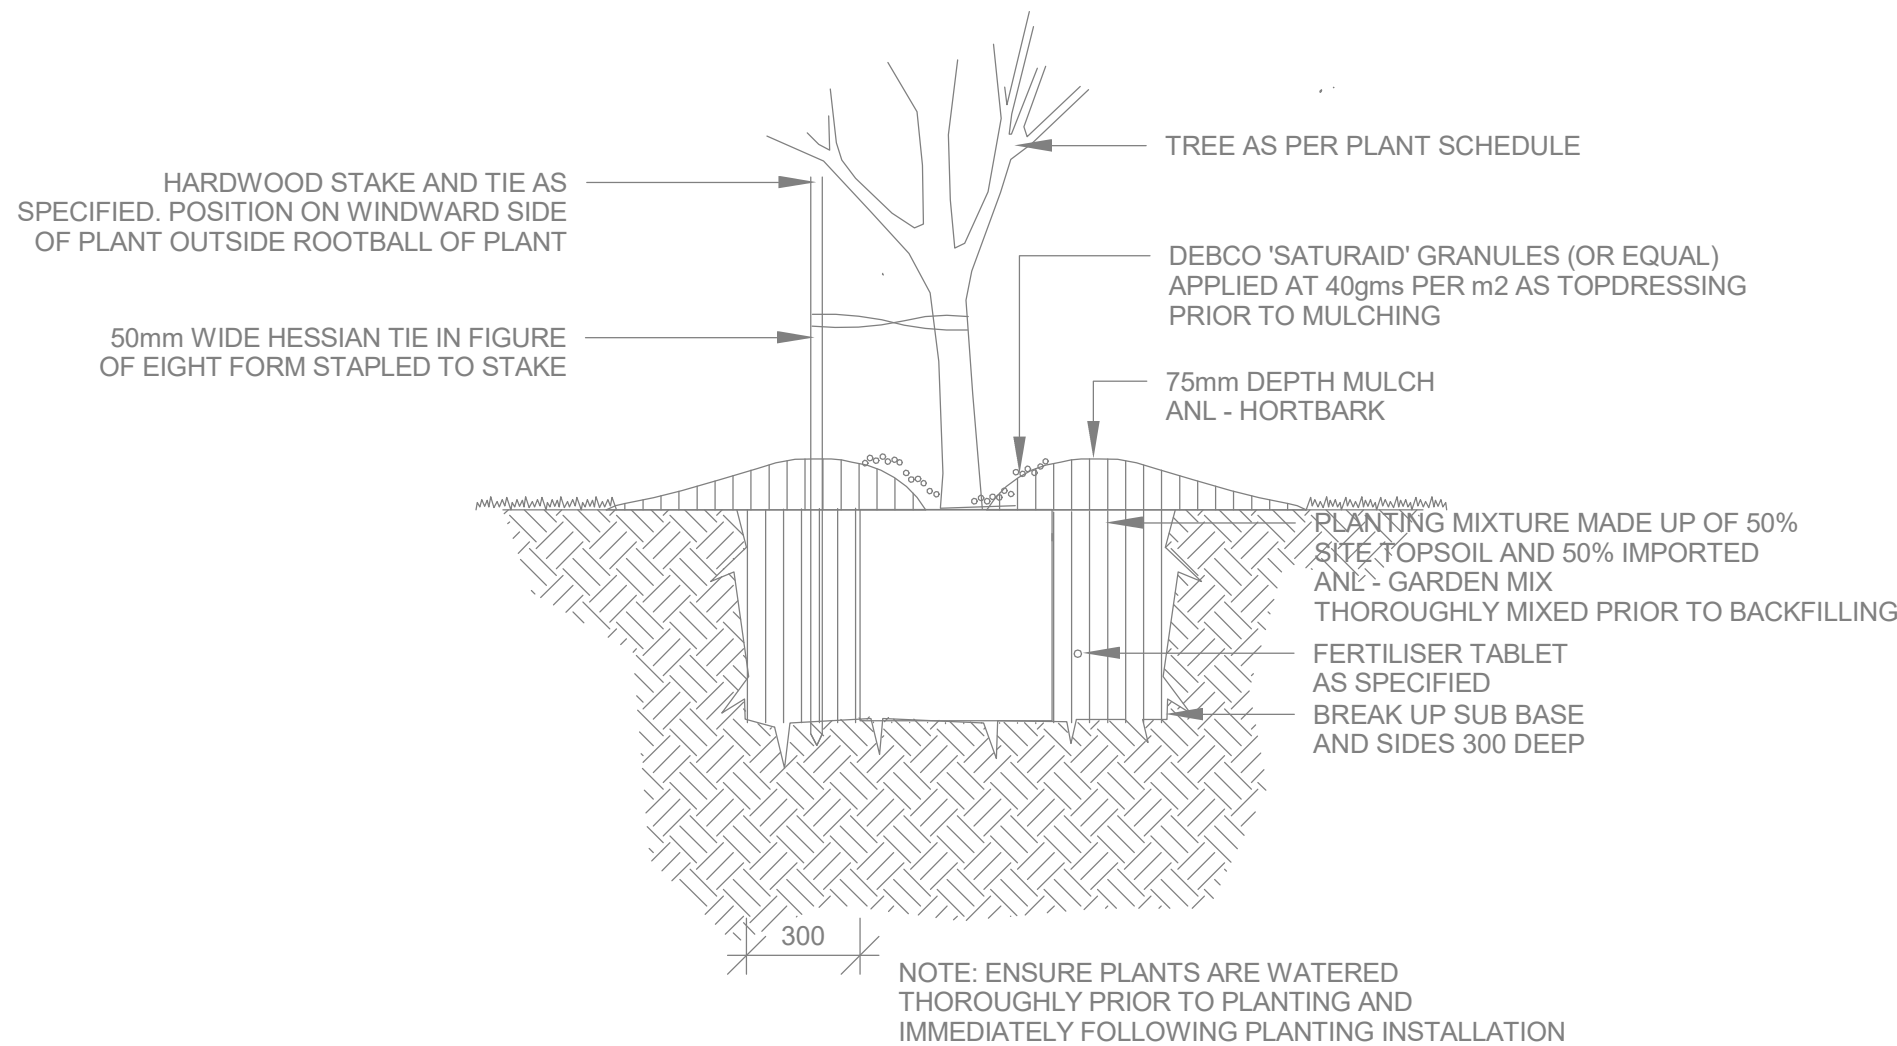 TREE AS PER PLANT SCHEDULE
HARDWOOD STAKE AND TIE AS
SPECIFIED. POSITION ON WINDWARD SIDE
OF PLANT OUTSIDE ROOTBALL OF PLANT
DEBCO 'SATURAID' GRANULES (OR EQUAL)
APPLIED AT 40gms PER m2 AS TOPDRESSING
PRIOR TO MULCHING
50mm WIDE HESSIAN TIE IN FIGURE
OF EIGHT FORM STAPLED TO STAKE
75mm DEPTH MULCH
ANL - HORTBARK
PLANTING MIXTURE MADE UP OF 50%
SITE TOPSOIL AND 50% IMPORTED
ANL - GARDEN MIX
THOROUGHLY MIXED PRIOR TO BACKFILLING
FERTILISER TABLET
AS SPECIFIED
BREAK UP SUB BASE
AND SIDES 300 DEEP
300
NOTE: ENSURE PLANTS ARE WATERED
THOROUGHLY PRIOR TO PLANTING AND
IMMEDIATELY FOLLOWING PLANTING INSTALLATION